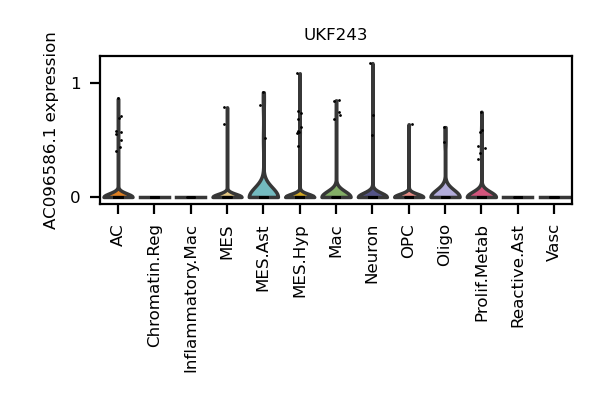 UKF243
AC096586.1 expression
1
0
AC
Chromatin.Reg
Inflammatory.Mac
MES
MES.Ast
MES.Hyp
Mac
Neuron
OPC
Oligo
Prolif.Metab
Reactive.Ast
Vasc